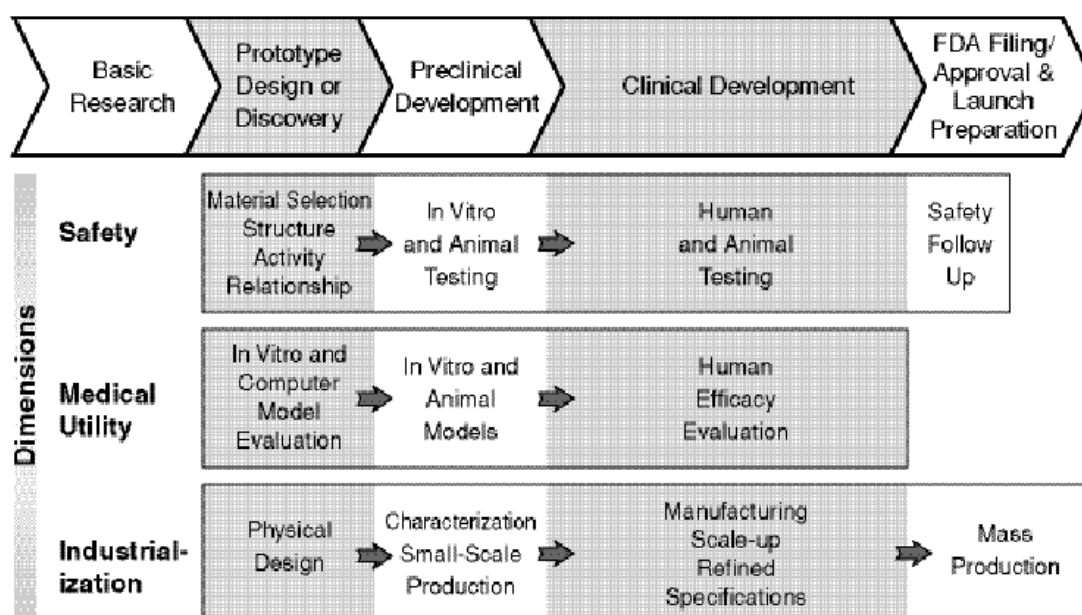 Basic
Research
Prototype
Design or
Discovery
Preclinical
Development
Clinical Development
FDA Filing/
Approval &
Launch
Preparation
Dimensions
Safety
Material Selection
Structure
Activity
Relationship
In Vitro
and Animal
Testing
Human
and Animal
Testing
Safety
Follow
Up
Medical
Utility
In Vitro and
Computer
Model
Evaluation
In Vitro and
Animal
Models
Human
Efficacy
Evaluation
Industrial-
ization
Physical
Design
Characterization
Small-Scale
Production
Manufacturing
Scale-up
Refined
Specifications
Mass
Production